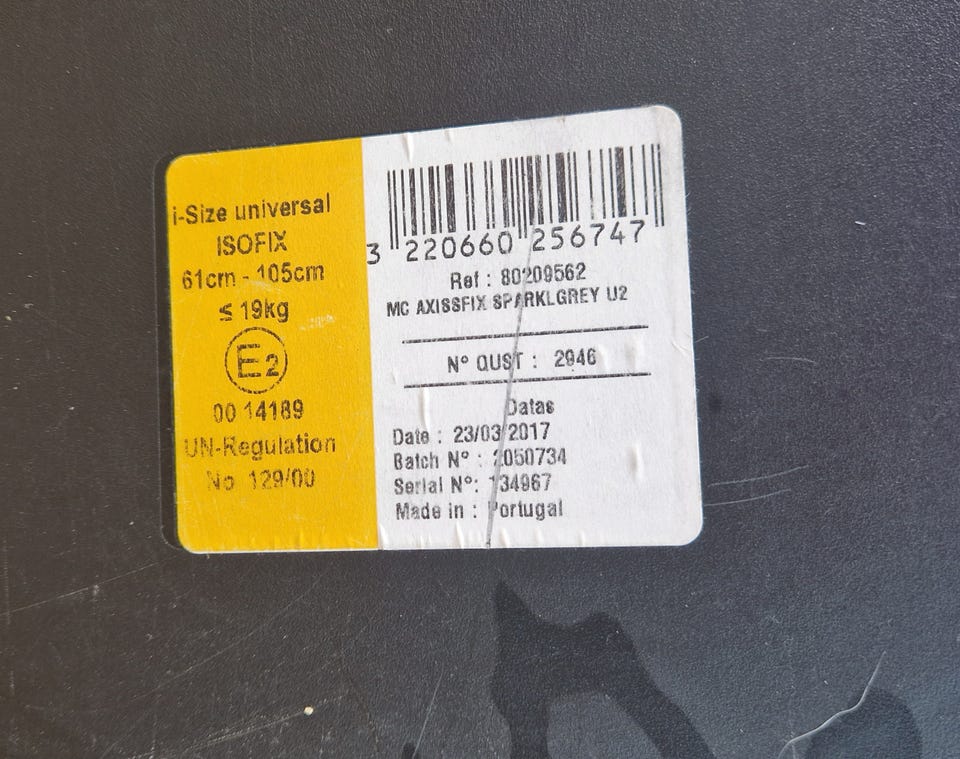 i-Size universal
ISOFIX
61cm - 105cm
≤ 19kg
E2
00 14189
UN-Regulation
No 129/00
3 220660 256747
Ref : 80209562
MC AXISSFIX SPARKLGREY U2
N° QUST : 2946
Datas
Date : 23/03/2017
Batch N° : 2050734
Serial N°: 134967
Made in : Portugal